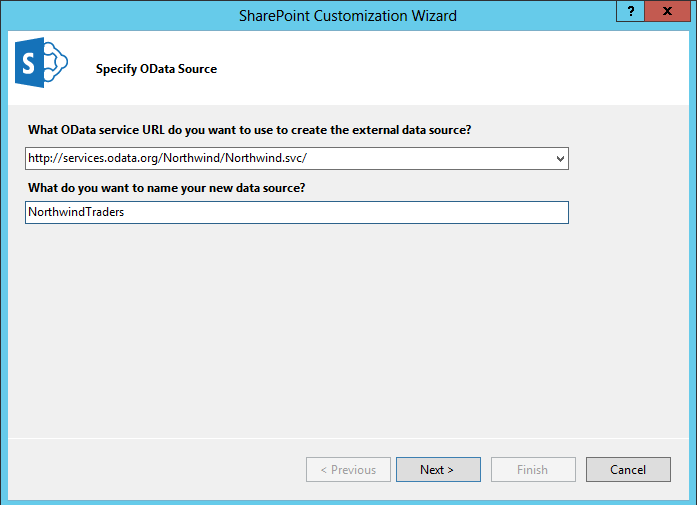 SharePoint Customization Wizard
?
x
S
Specify OData Source
What OData service URL do you want to use to create the external data source?
http://services.odata.org/Northwind/Northwind.svc/
What do you want to name your new data source?
NorthwindTraders
< Previous
Next >
Finish
Cancel